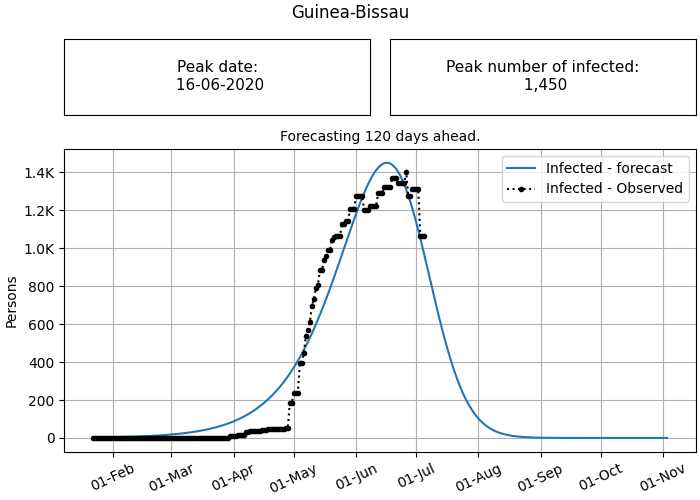 Guinea-Bissau
Peak date:
16-06-2020
Peak number of infected:
1,450
Forecasting 120 days ahead.
Infected - forecast
Infected - Observed
1.4K
1.2K
1.0K
800
600
400
200
0
Persons
01-Feb
01-Mar
01-Apr
01-May
01-Jun
01-Jul
01-Aug
01-Sep
01-Oct
01-Nov